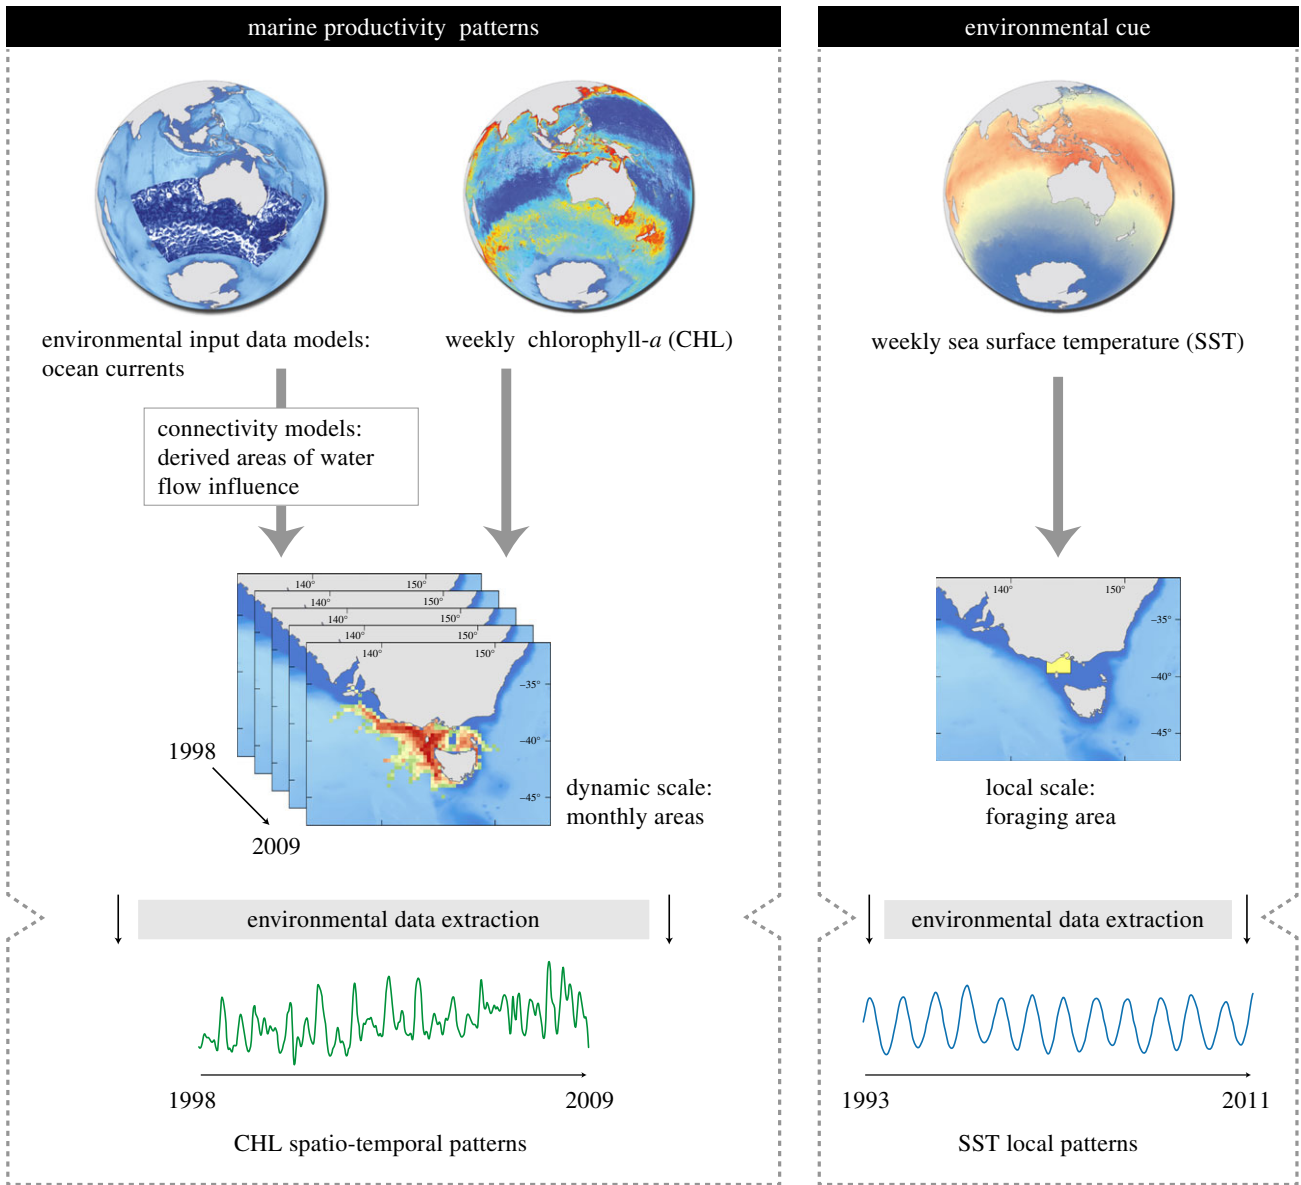 marine productivity patterns
environmental input data models:
ocean currents
weekly chlorophyll-a (CHL)
connectivity models:
derived areas of water
flow influence
140°
150°
140°
150°
140°
150°
140°
150°
140°
150°
–35°
–40°
–45°
1998
2009
dynamic scale:
monthly areas
environmental data extraction
1998
2009
CHL spatio-temporal patterns
environmental cue
weekly sea surface temperature (SST)
140°
150°
–35°
–40°
–45°
local scale:
foraging area
environmental data extraction
1993
2011
SST local patterns